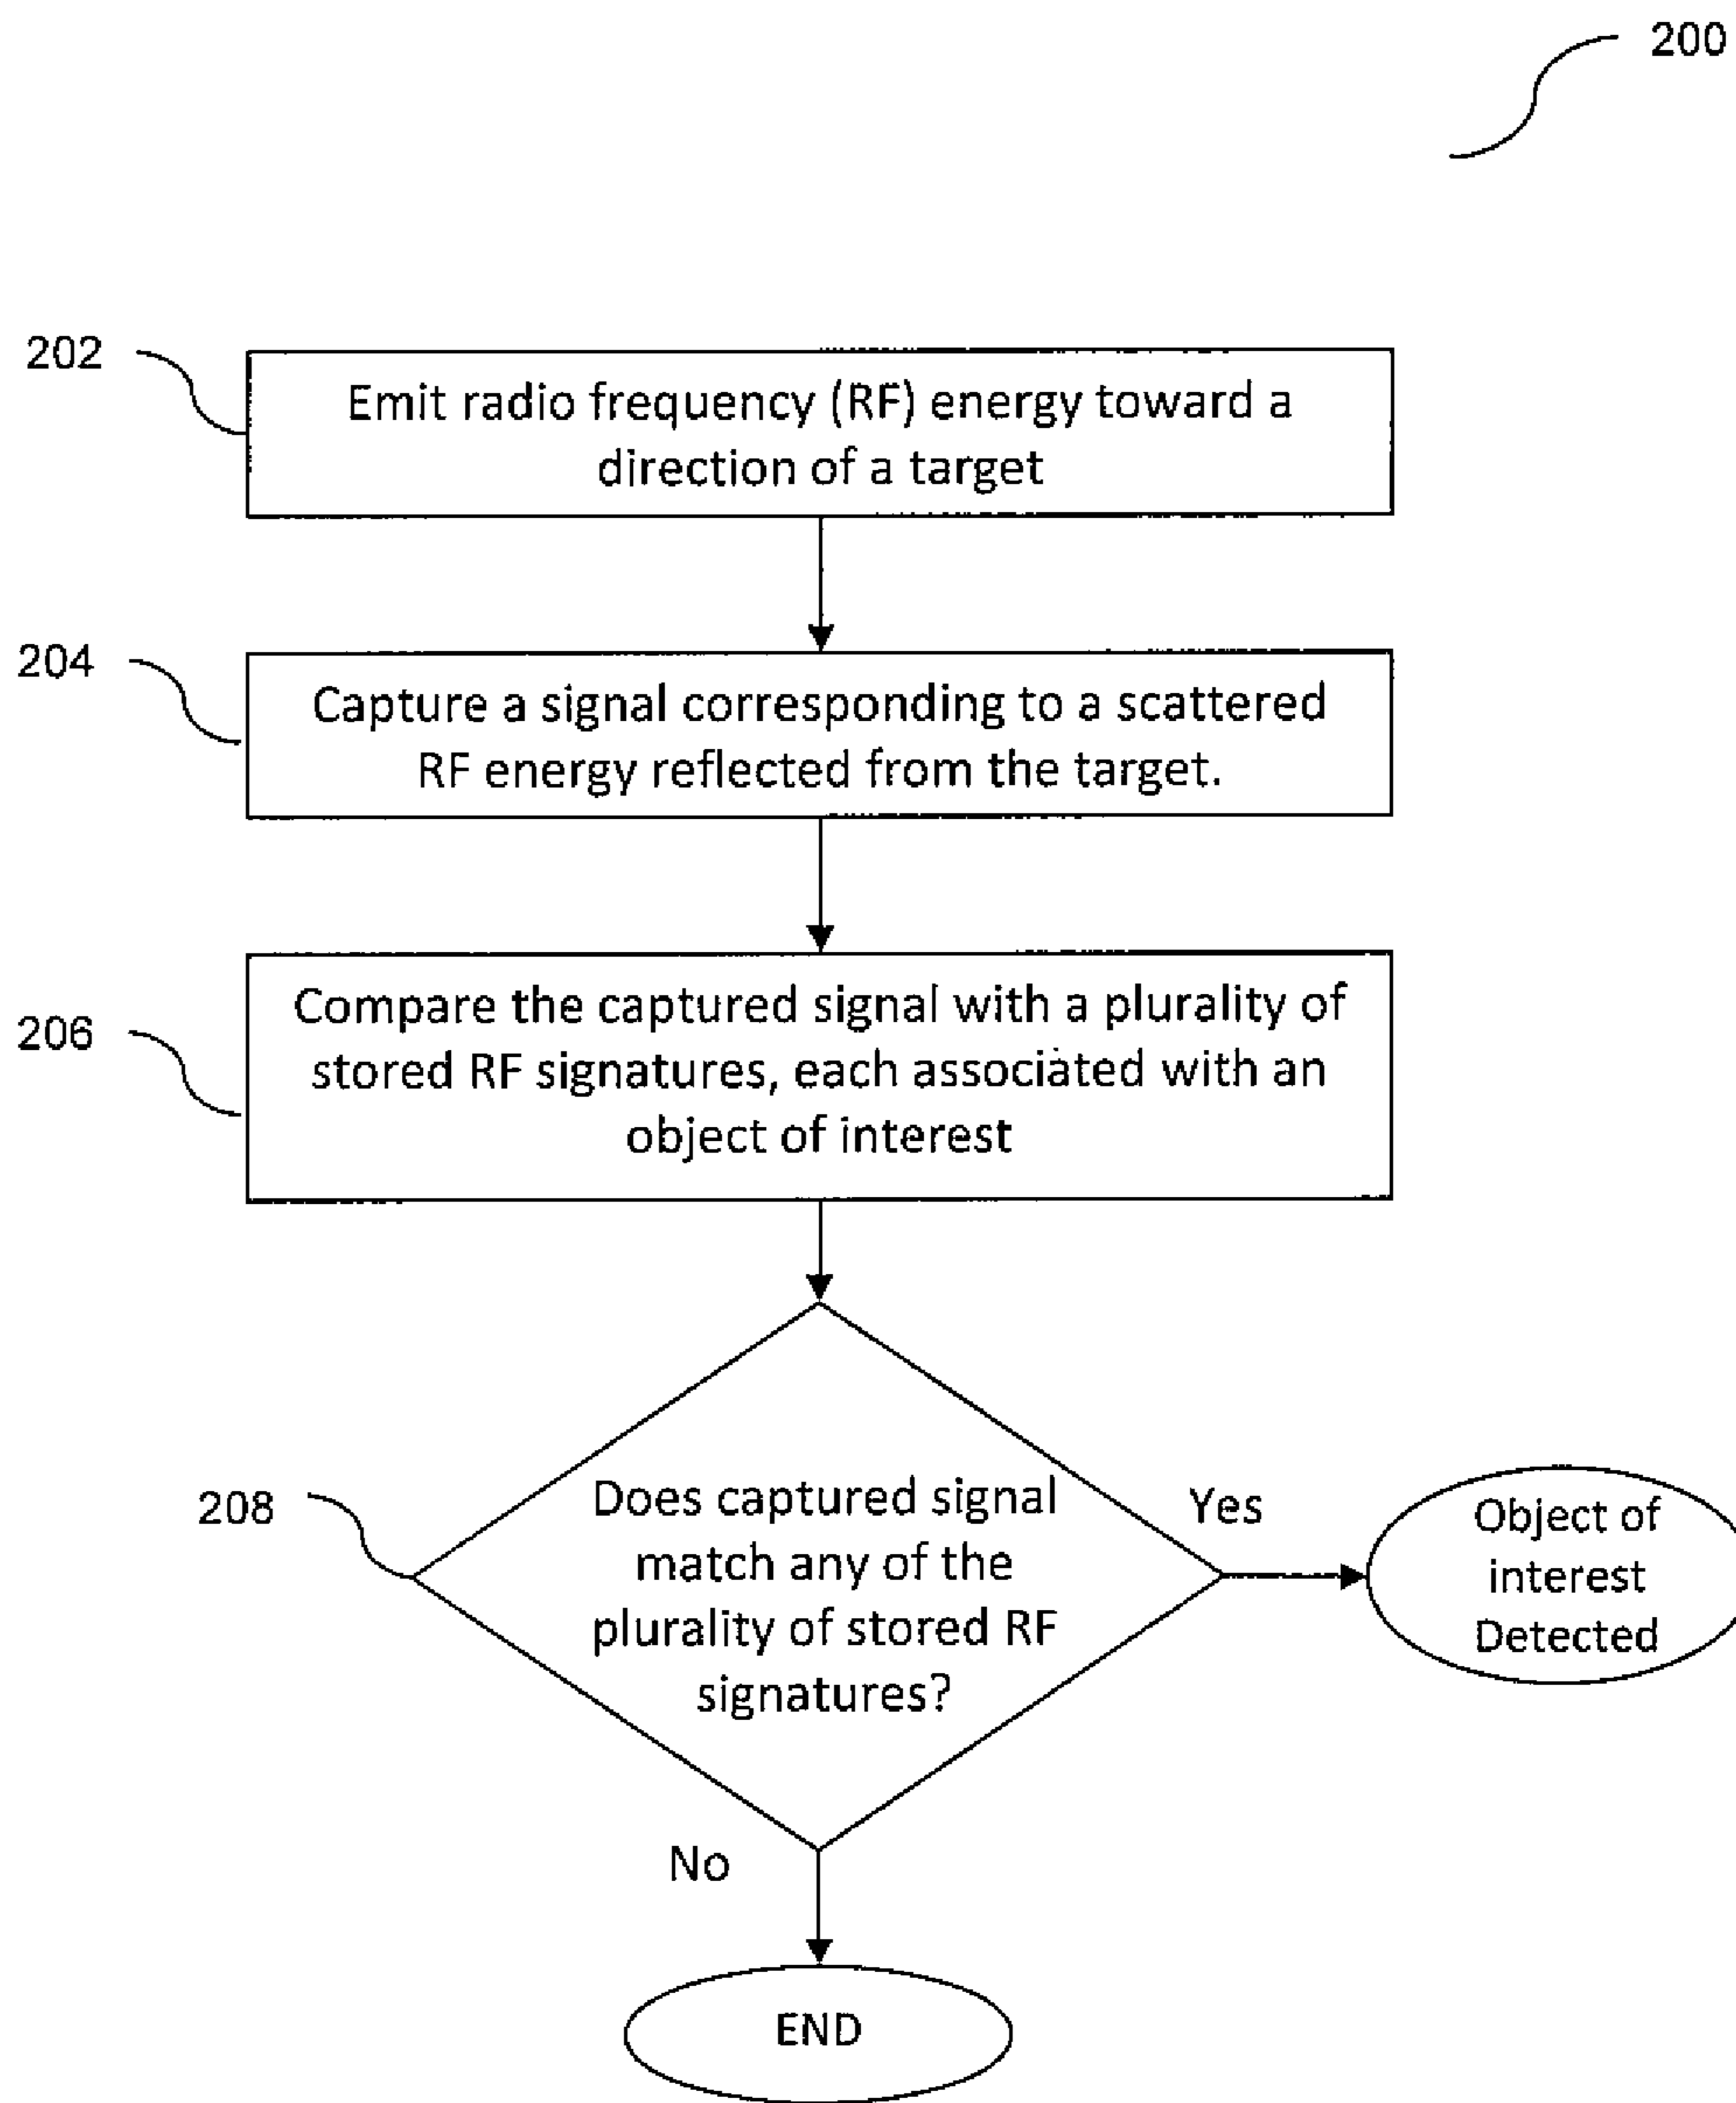 200
202
Emit radio frequency (RF) energy toward a
direction of a target
204
Capture a signal corresponding to a scattered
RF energy reflected from the target.
206
Compare the captured signal with a plurality of
stored RF signatures, each associated with an
object of interest
208
Does captured signal
match any of the
plurality of stored RF
signatures?
Yes
Object of
interest
Detected
No
END